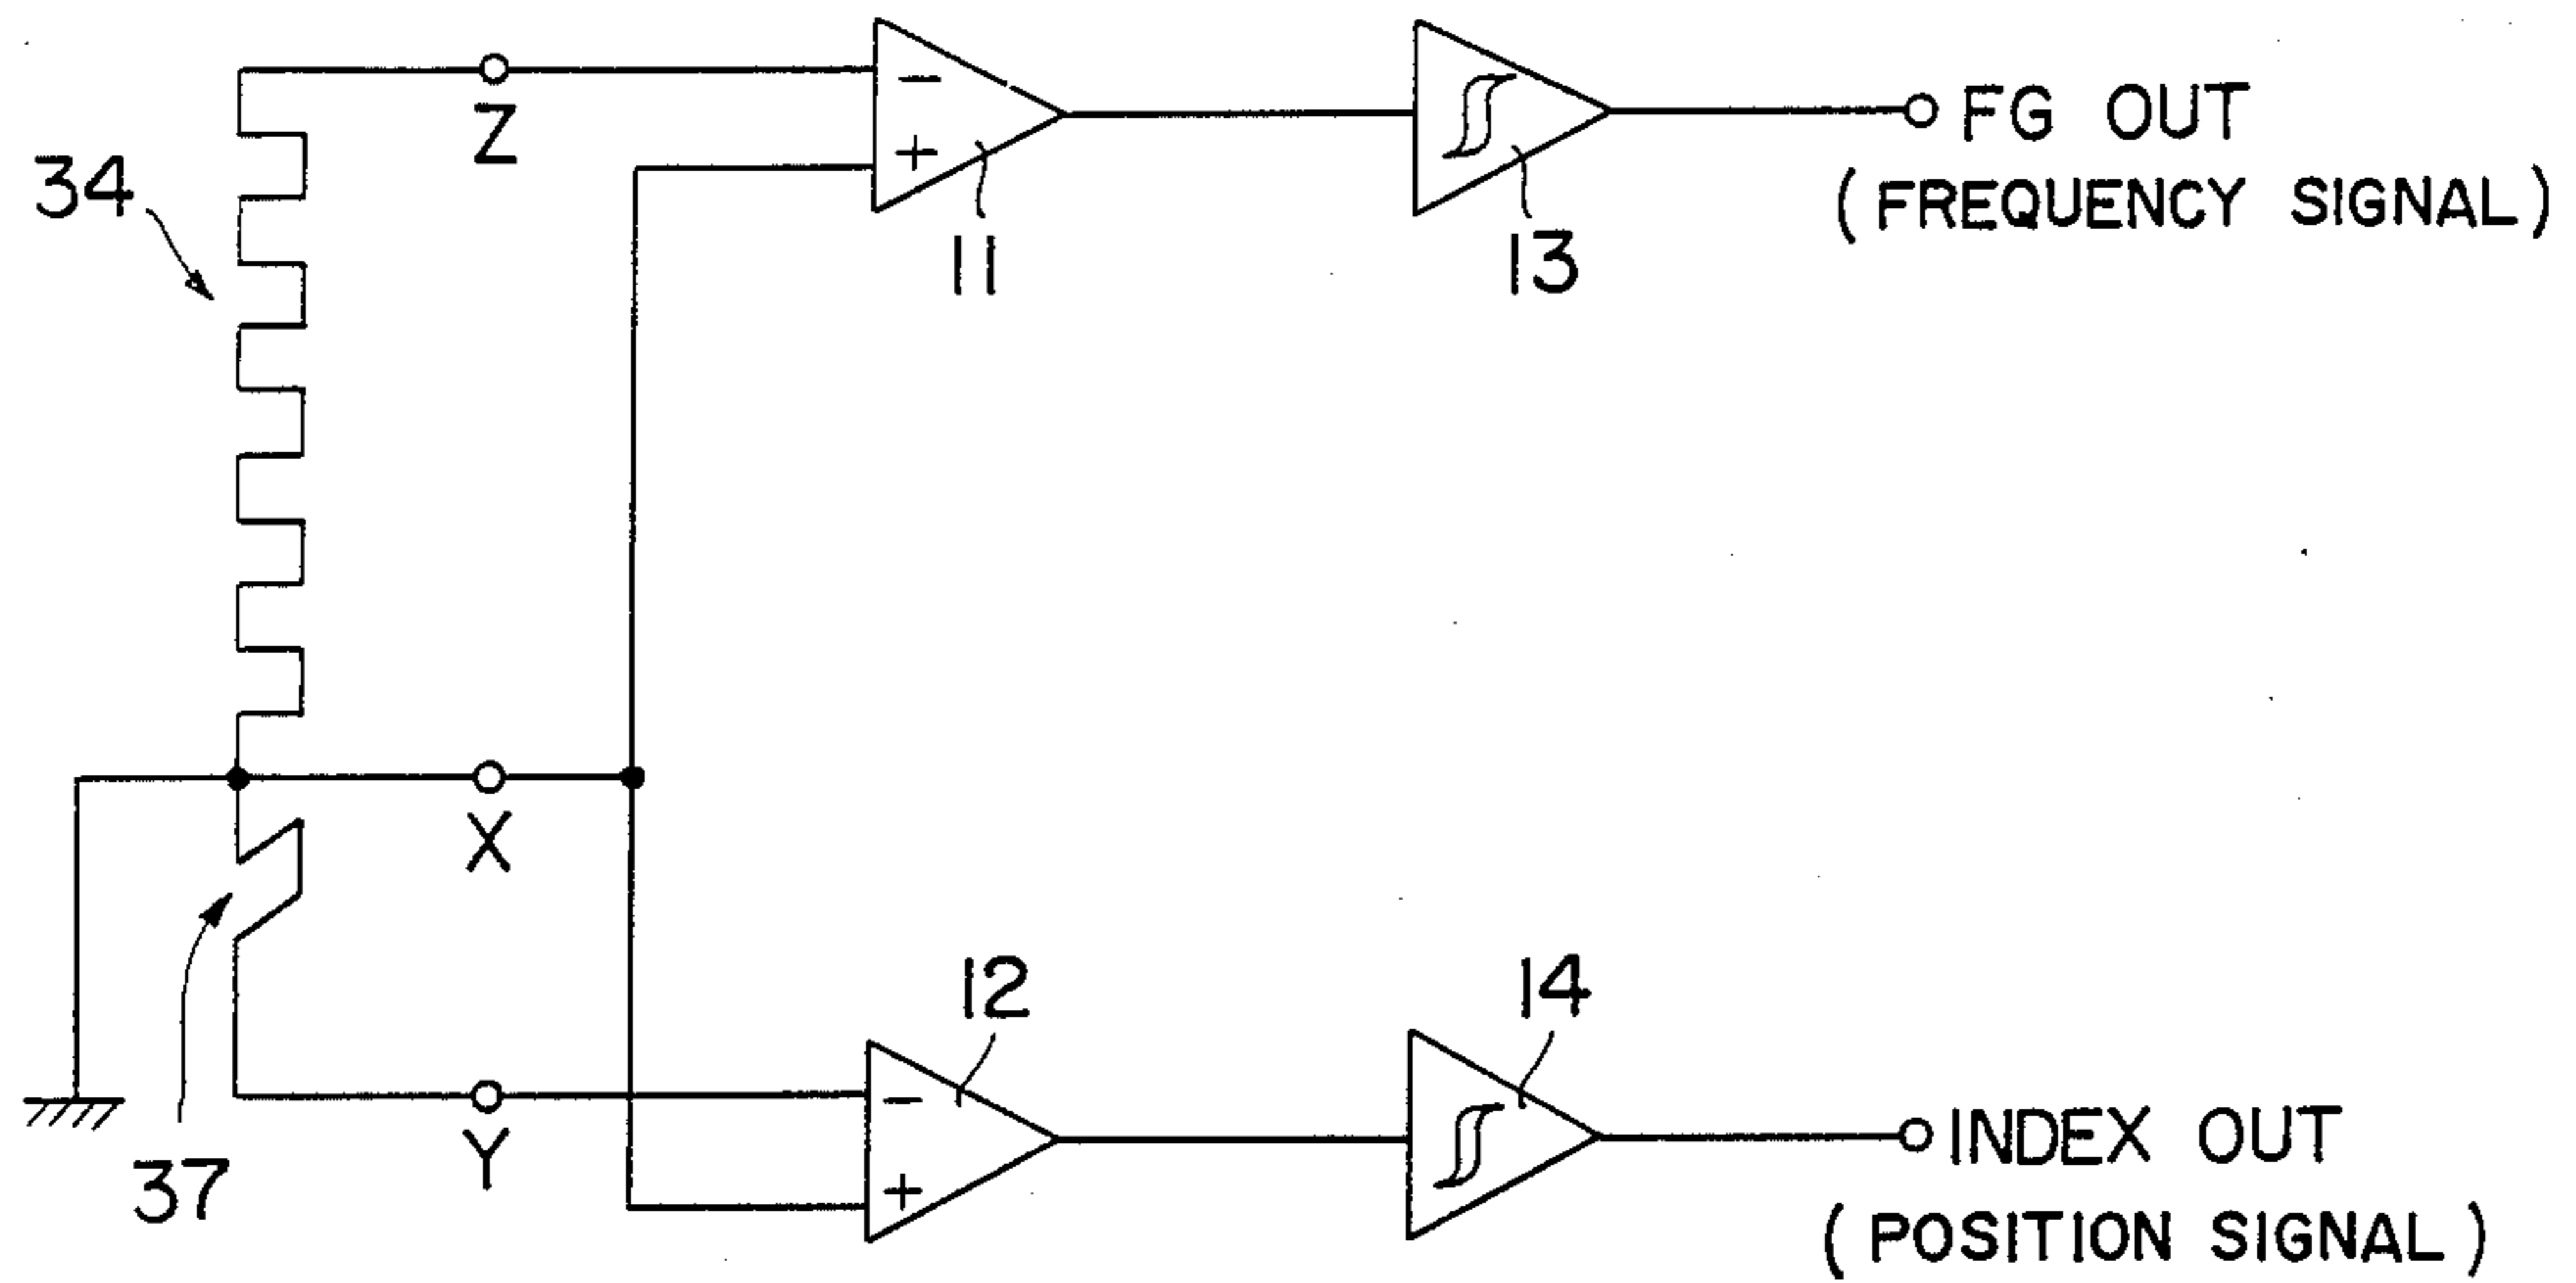 34
Z
−
+
11
13
FG OUT
(FREQUENCY SIGNAL)
X
37
Y
12
−
+
14
INDEX OUT
(POSITION SIGNAL)